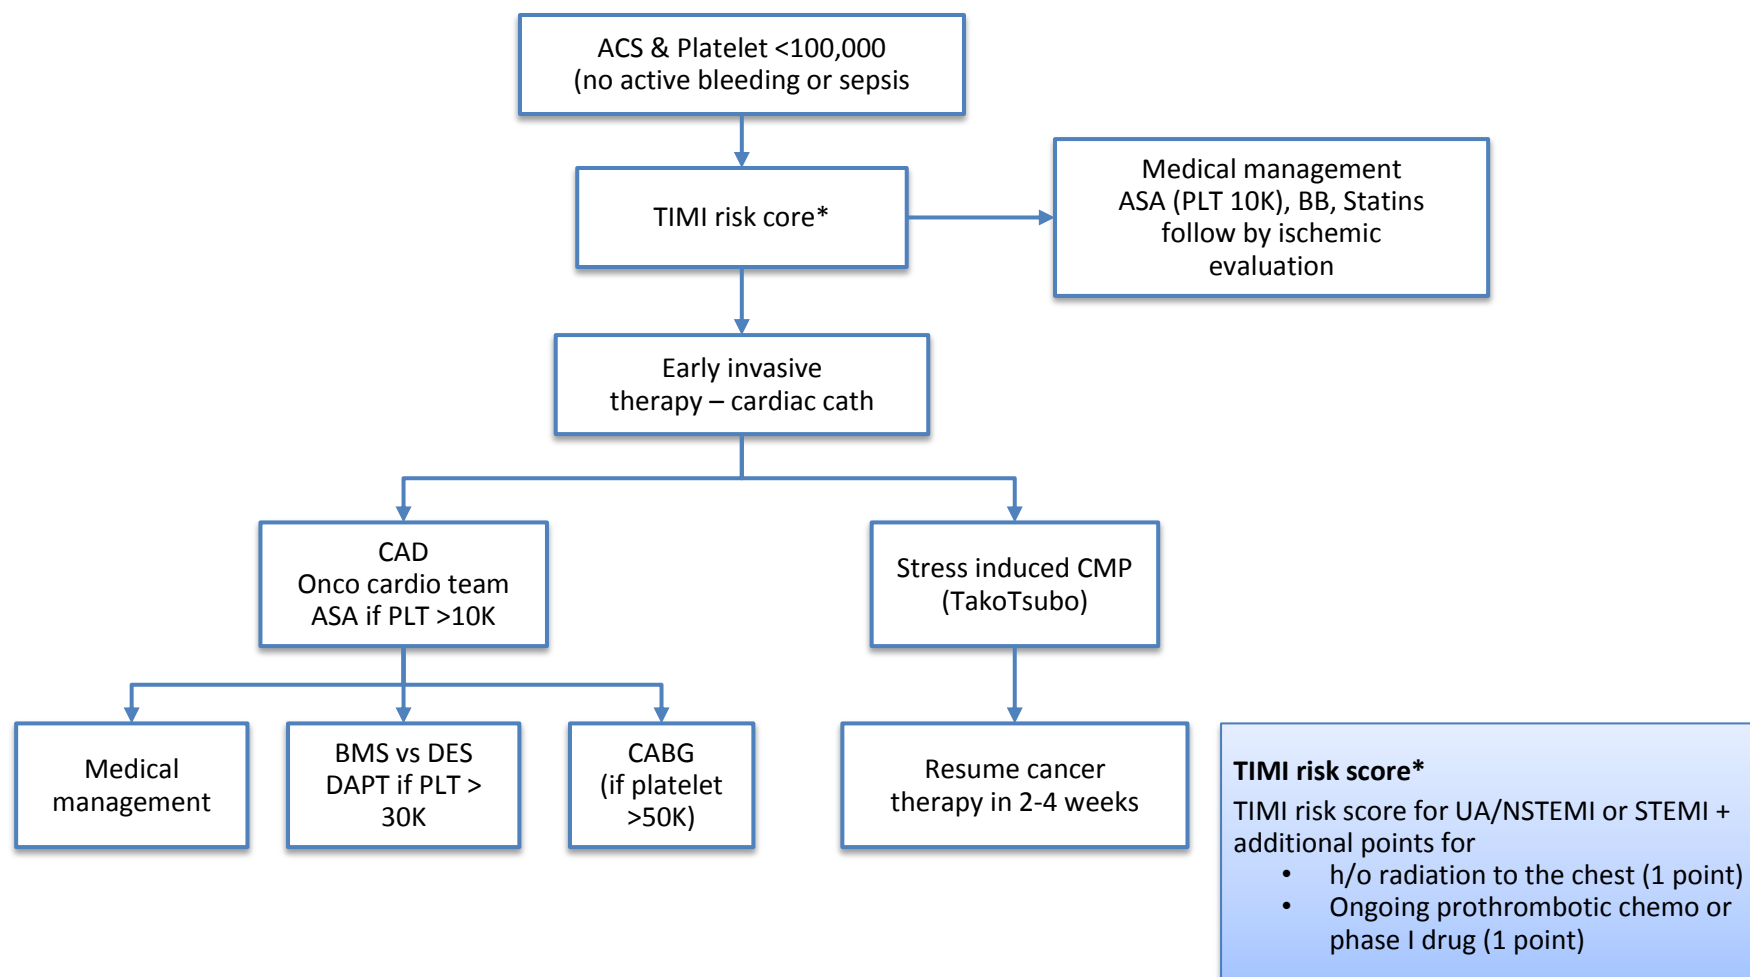 ACS & Platelet <100,000
(no active bleeding or sepsis
TIMI risk core*
Medical management
ASA (PLT 10K), BB, Statins
follow by ischemic
evaluation
Early invasive
therapy – cardiac cath
CAD
Onco cardio team
ASA if PLT >10K
Stress induced CMP
(TakoTsubo)
Medical
management
BMS vs DES
DAPT if PLT >
30K
CABG
(if platelet
>50K)
Resume cancer
therapy in 2-4 weeks
TIMI risk score*
TIMI risk score for UA/NSTEMI or STEMI +
additional points for
• h/o radiation to the chest (1 point)
• Ongoing prothrombotic chemo or
phase I drug (1 point)